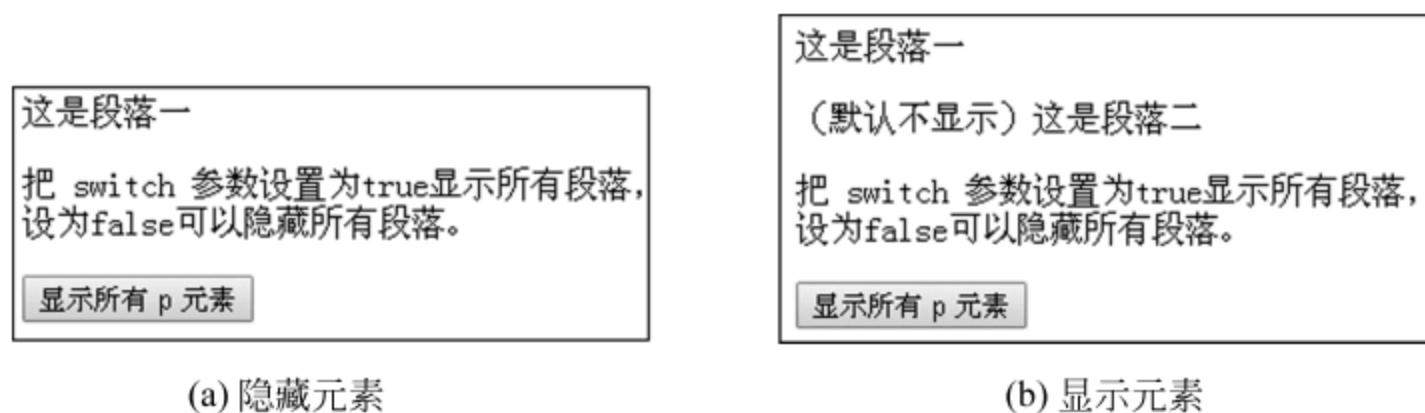 这是段落一
把 switch 参数设置为true显示所有段落，
设为false可以隐藏所有段落。
显示所有 p 元素
(a) 隐藏元素
这是段落一
（默认不显示）这是段落二
把 switch 参数设置为true显示所有段落，
设为false可以隐藏所有段落。
显示所有 p 元素
(b) 显示元素